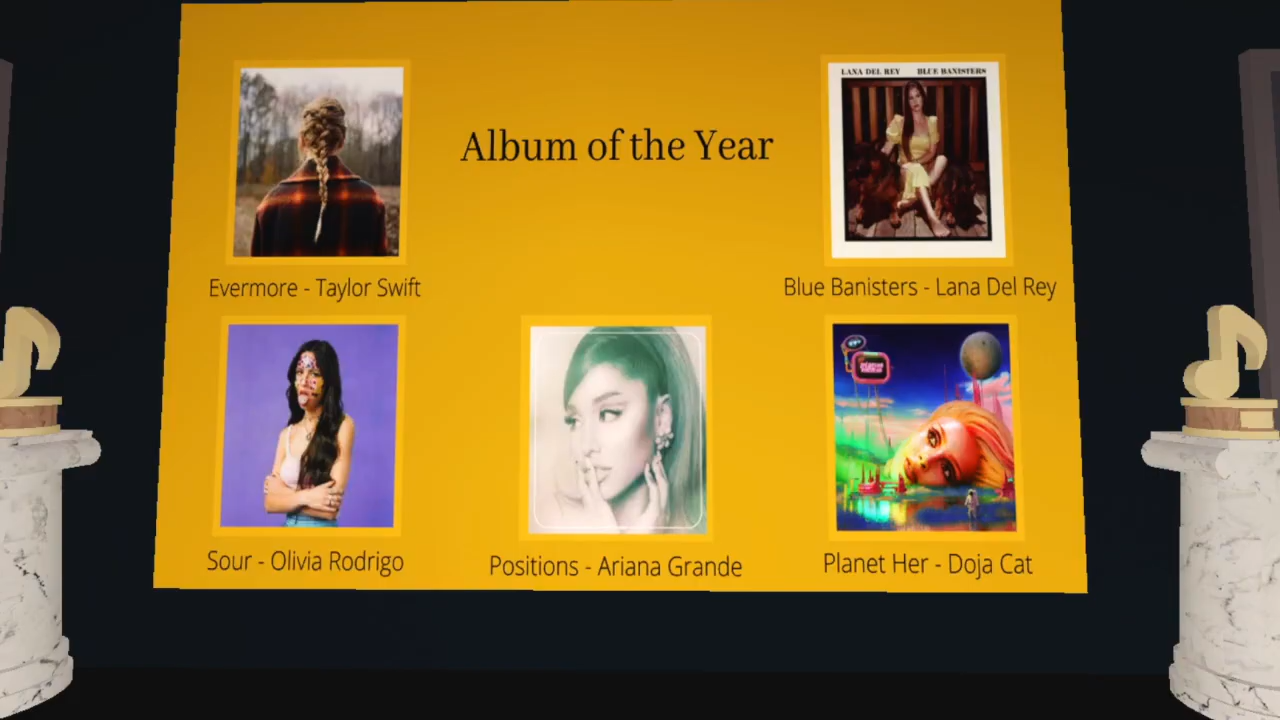 LANA DEL REY BLUE BANISTERS
Album of the Year
Evermore - Taylor Swift
Blue Banisters - Lana Del Rey
Sour - Olivia Rodrigo
Positions - Ariana Grande
Planet Her - Doja Cat